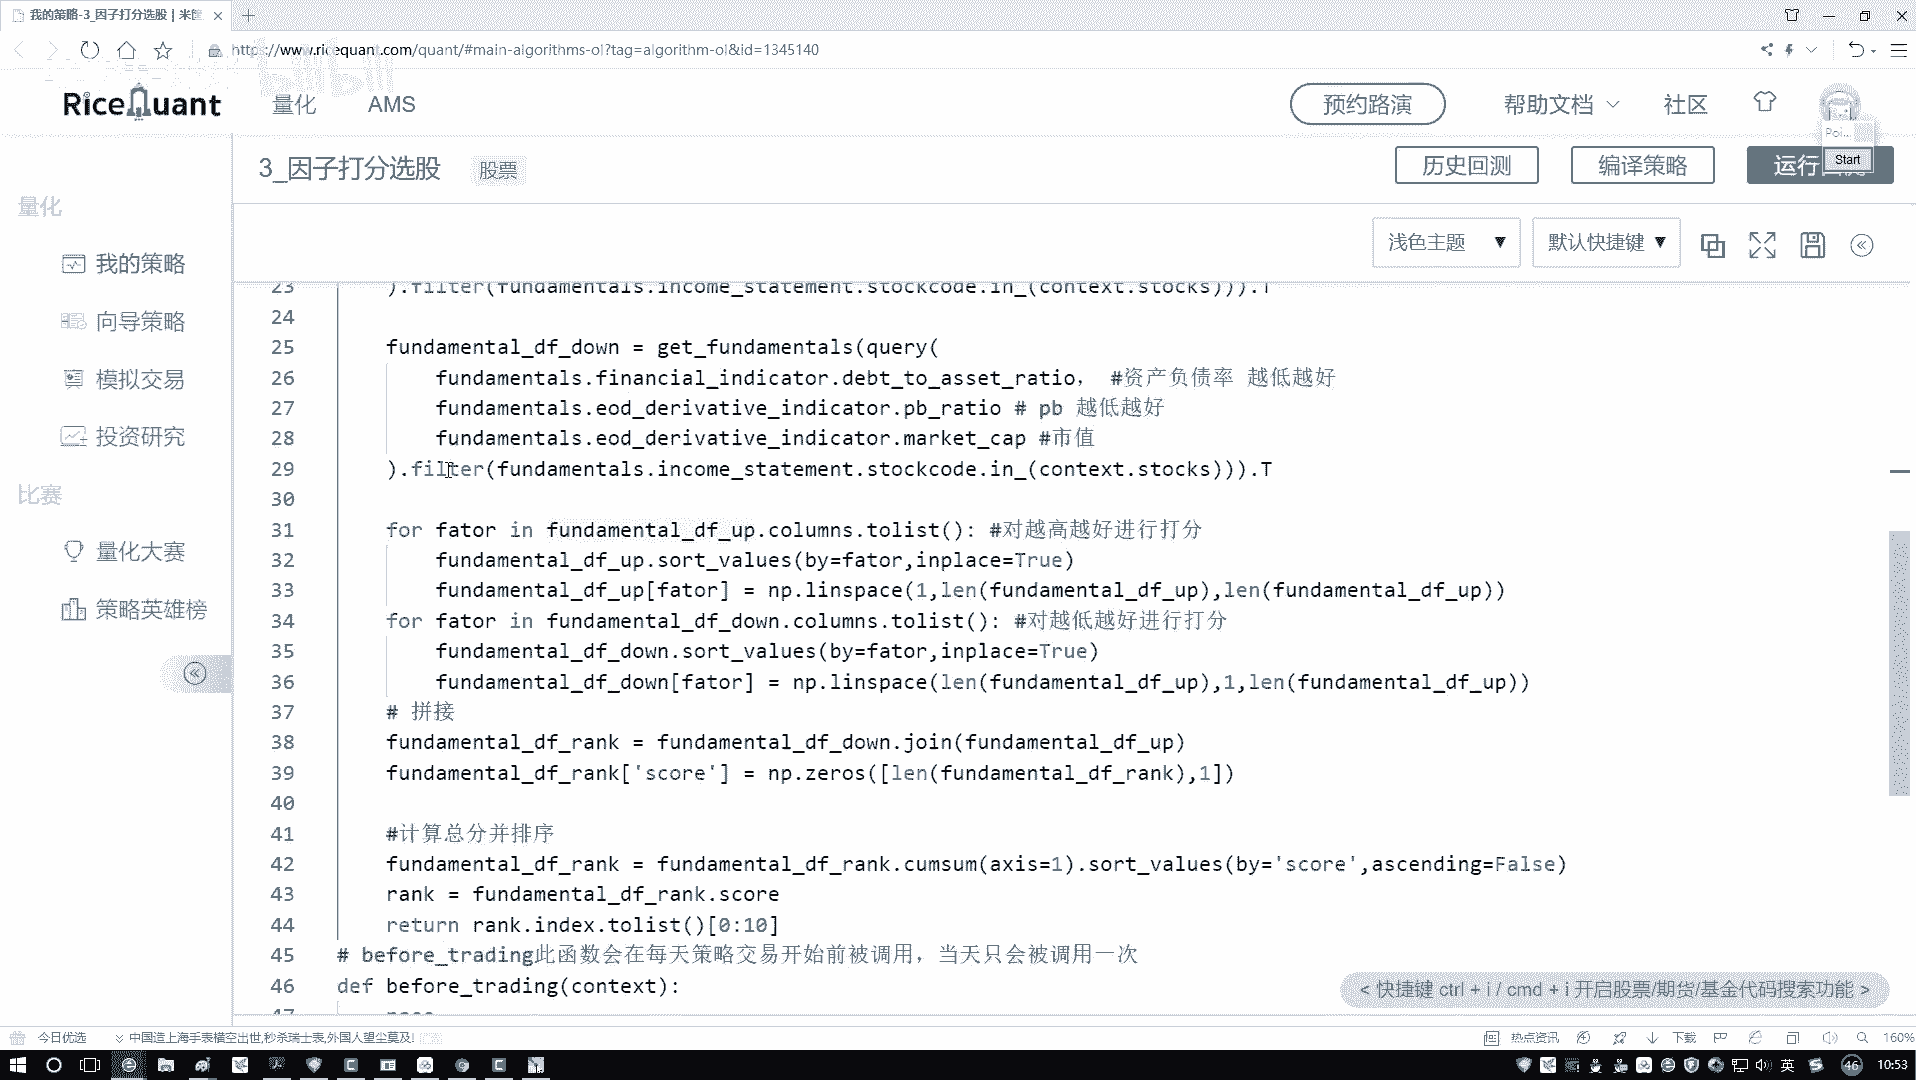 我的策略-3_因子打分选股 | 米
https://www.ricequant.com/quant/#main-algorithms-ol?tag=algorithm-ol&id=1345140
bilibili
RiceQuant 量化 AMS 预约路演 帮助文档 社区
Poi...
Start
3_因子打分选股 股票 历史回测 编译策略 运行
量化
我的策略
向导策略
模拟交易
投资研究
比赛
量化大赛
策略英雄榜
浅色主题 ▼ 默认快捷键 ▼
23 ).filter(fundamentals.income_statement.stockcode.in_(context.stocks))).T
24
25 fundamental_df_down = get_fundamentals(query(
26 fundamentals.financial_indicator.debt_to_asset_ratio， #资产负债率 越低越好
27 fundamentals.eod_derivative_indicator.pb_ratio # pb 越低越好
28 fundamentals.eod_derivative_indicator.market_cap #市值
29 ).filter(fundamentals.income_statement.stockcode.in_(context.stocks))).T
30
31 for fator in fundamental_df_up.columns.tolist(): #对越高越好进行打分
32 fundamental_df_up.sort_values(by=fator,inplace=True)
33 fundamental_df_up[fator] = np.linspace(1,len(fundamental_df_up),len(fundamental_df_up))
34 for fator in fundamental_df_down.columns.tolist(): #对越低越好进行打分
35 fundamental_df_down.sort_values(by=fator,inplace=True)
36 fundamental_df_down[fator] = np.linspace(len(fundamental_df_up),1,len(fundamental_df_up))
37 # 拼接
38 fundamental_df_rank = fundamental_df_down.join(fundamental_df_up)
39 fundamental_df_rank['score'] = np.zeros([len(fundamental_df_rank),1])
40
41 #计算总分并排序
42 fundamental_df_rank = fundamental_df_rank.cumsum(axis=1).sort_values(by='score',ascending=False)
43 rank = fundamental_df_rank.score
44 return rank.index.tolist()[0:10]
45 # before_trading此函数会在每天策略交易开始前被调用，当天只会被调用一次
46 def before_trading(context):
47
< 快捷键 ctrl + i / cmd + i 开启股票/期货/基金代码搜索功能 >
今日优选 中国造上海手表横空出世,秒杀瑞士表,外国人望尘莫及! 热点资讯 下载 160%
英 46 10:53